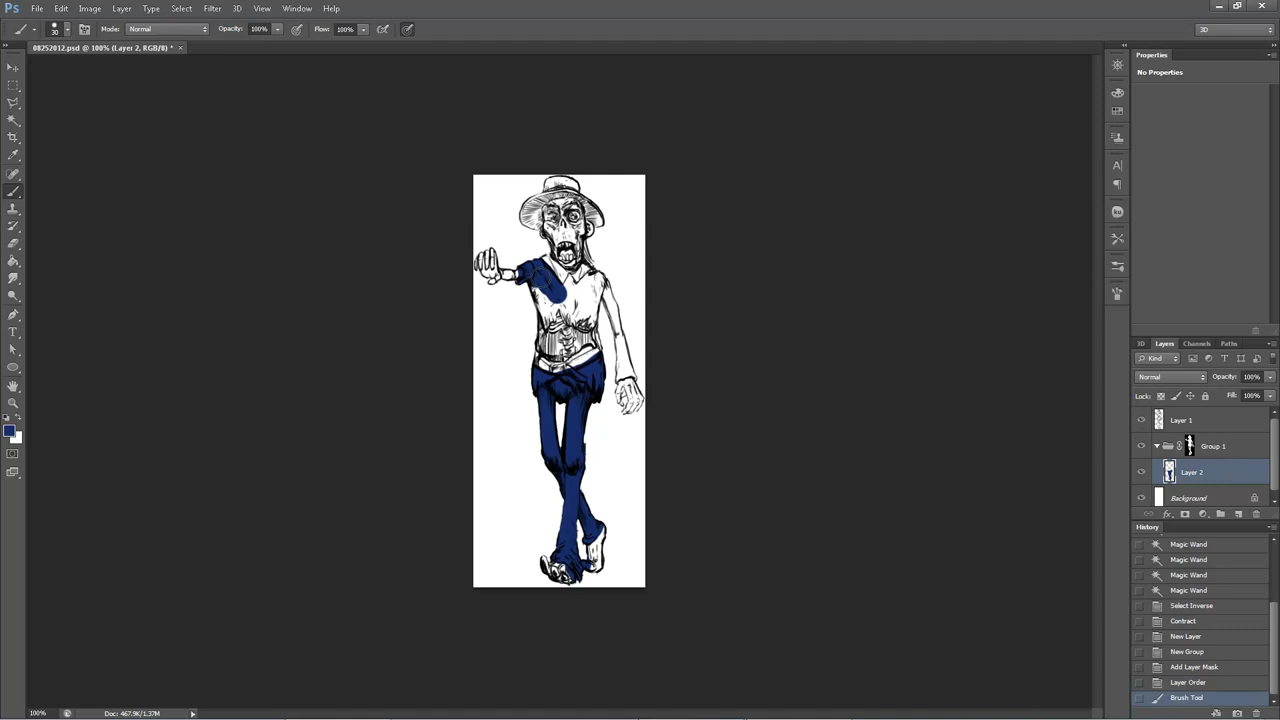 Ps File Edit Image Layer Type Select Filter 3D View Window Help
30 Mode: Normal Opacity: 100% Flow: 100% 3D
08252012.psd @ 100% (Layer 2, RGB/8) * ×
Properties
No Properties
3D Layers Channels Paths
Kind
Normal Opacity: 100%
Lock: Fill: 100%
Layer 1
Group 1
Layer 2
Background
History
Magic Wand
Magic Wand
Magic Wand
Magic Wand
Select Inverse
Contract
New Layer
New Group
Add Layer Mask
Layer Order
Brush Tool
100% Doc: 467.9K/1.37M